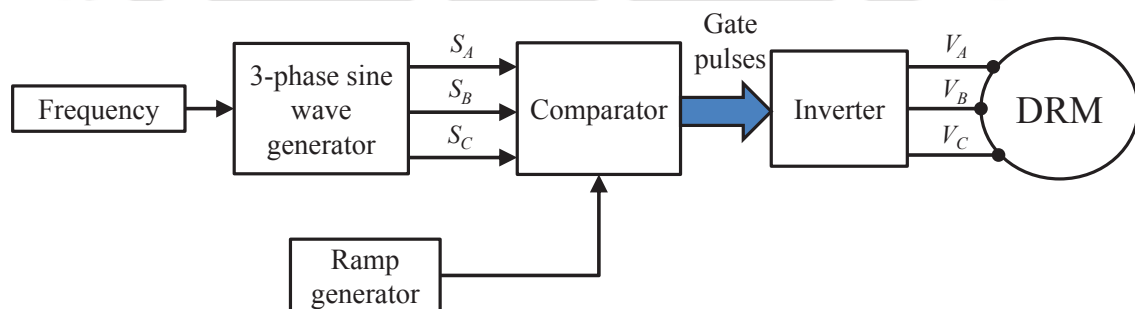 Frequency
3-phase sine
wave
generator
S_A
S_B
S_C
Comparator
Gate
pulses
Inverter
V_A
V_B
V_C
DRM
Ramp
generator